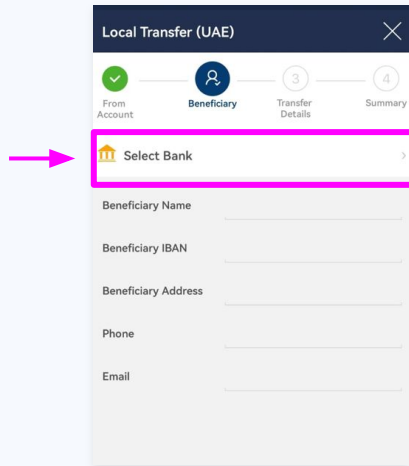 Local Transfer (UAE)
3
4
From
Account
Beneficiary
Transfer
Details
Summary
Select Bank
Beneficiary Name
Beneficiary IBAN
Beneficiary Address
Phone
Email